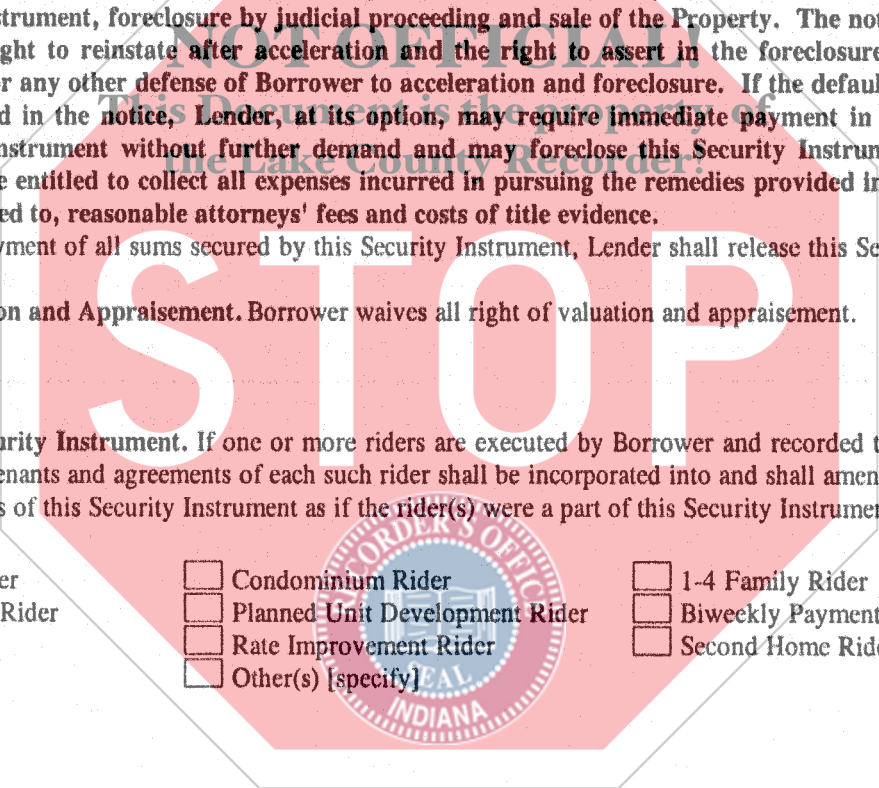 strument, foreclosure by judicial proceeding and sale of the Property. The not
ght to reinstate after acceleration and the right to assert in the foreclosure
NOT OFFICIAL!
r any other defense of Borrower to acceleration and foreclosure. If the defaul
This Document is the property of
d in the notice, Lender, at its option, may require immediate payment in
nstrument without further demand and may foreclose this Security Instrum
the Lake County Recorder!
e entitled to collect all expenses incurred in pursuing the remedies provided in
ed to, reasonable attorneys' fees and costs of title evidence.
yment of all sums secured by this Security Instrument, Lender shall release this Se
STOP
on and Appraisement. Borrower waives all right of valuation and appraisement.
urity Instrument. If one or more riders are executed by Borrower and recorded t
enants and agreements of each such rider shall be incorporated into and shall amen
s of this Security Instrument as if the rider(s) were a part of this Security Instrumen
RECORDER'S OFFICE
er Condominium Rider 1-4 Family Rider
Rider Planned Unit Development Rider Biweekly Payment
Rate Improvement Rider Second Home Ride
Other(s) [specify]
SEAL
INDIANA